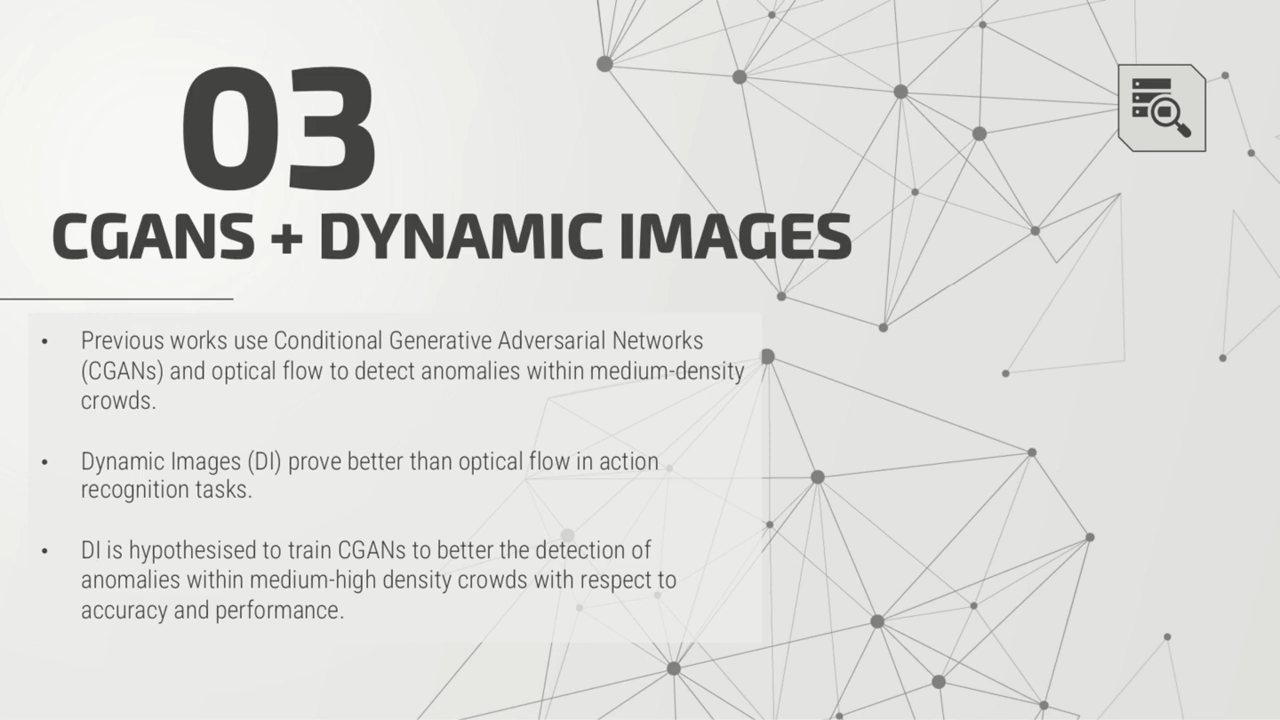 03
CGANS + DYNAMIC IMAGES
• Previous works use Conditional Generative Adversarial Networks
(CGANs) and optical flow to detect anomalies within medium-density
crowds.
• Dynamic Images (DI) prove better than optical flow in action
recognition tasks.
• DI is hypothesised to train CGANs to better the detection of
anomalies within medium-high density crowds with respect to
accuracy and performance.